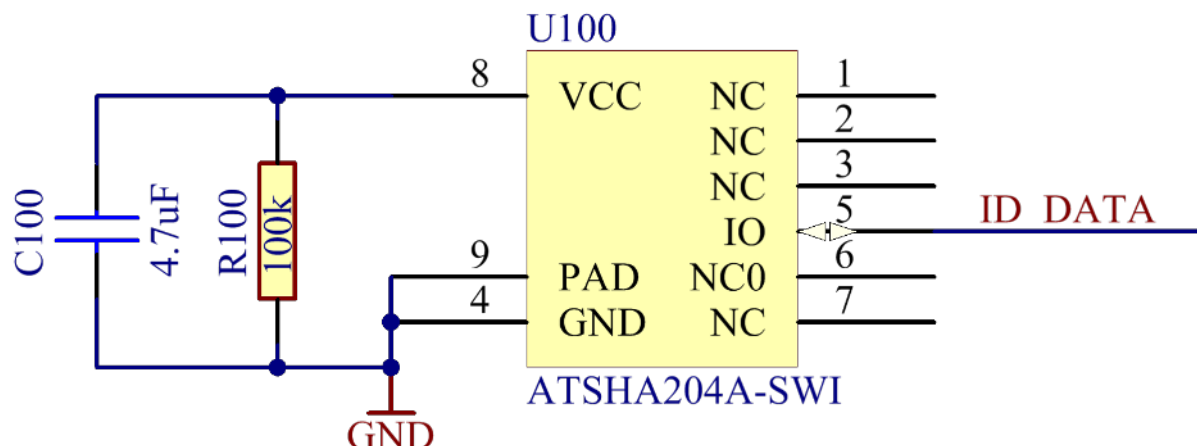 U100
8 VCC NC 1
NC 2
NC 3
IO 5 ID_DATA
9 PAD NC0 6
4 GND NC 7
ATSHA204A-SWI
C100
4.7uF
R100
100k
GND